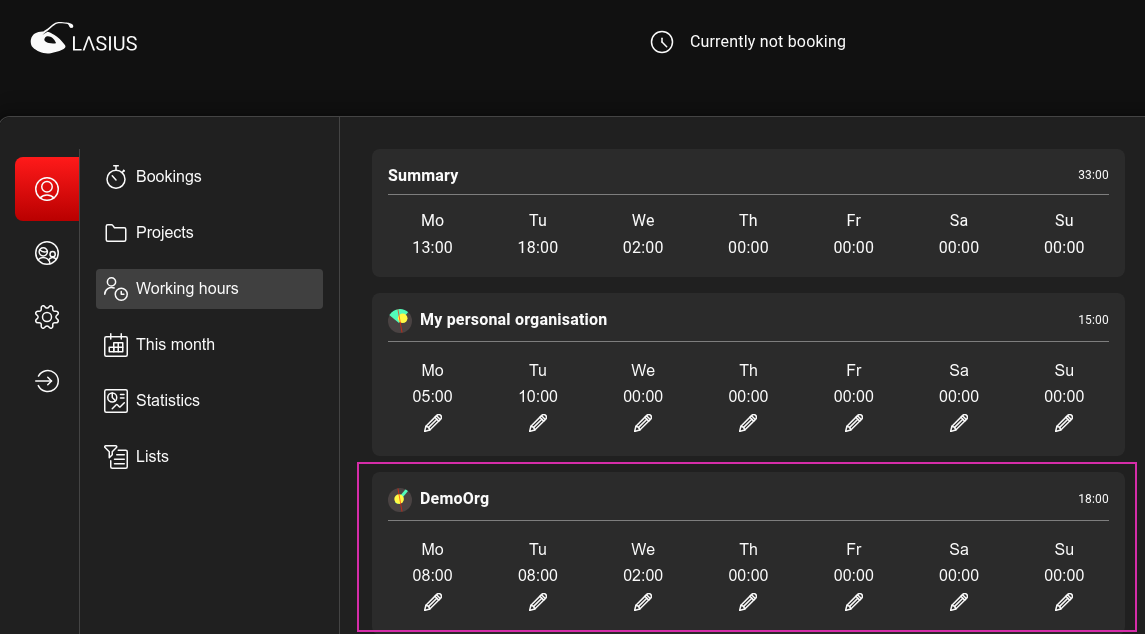 LASIUS
Currently not booking
Bookings
Projects
Working hours
This month
Statistics
Lists
Summary 33:00
Mo Tu We Th Fr Sa Su
13:00 18:00 02:00 00:00 00:00 00:00 00:00
My personal organisation 15:00
Mo Tu We Th Fr Sa Su
05:00 10:00 00:00 00:00 00:00 00:00 00:00
DemoOrg 18:00
Mo Tu We Th Fr Sa Su
08:00 08:00 02:00 00:00 00:00 00:00 00:00